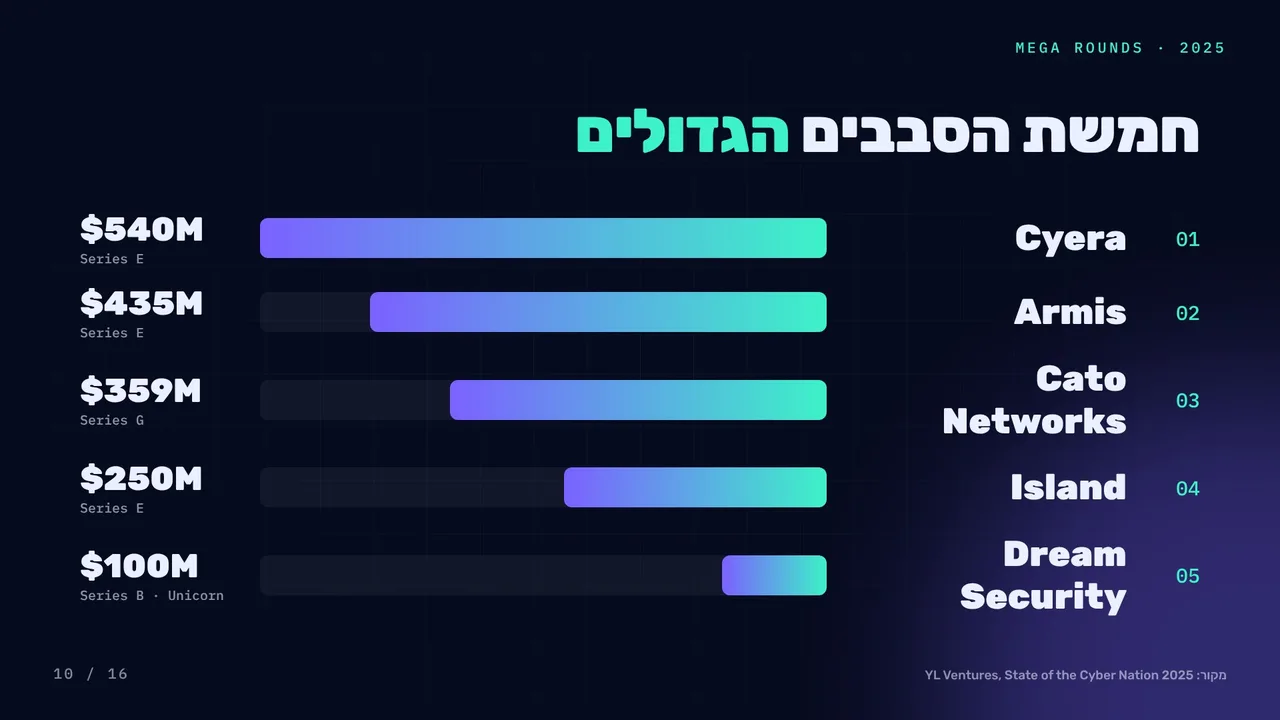 MEGA ROUNDS · 2025
חמשת הסבבים הגדולים
01
Cyera
$540M
Series E
02
Armis
$435M
Series E
03
Cato
Networks
$359M
Series G
04
Island
$250M
Series E
05
Dream
Security
$100M
Series B · Unicorn
מקור: YL Ventures, State of the Cyber Nation 2025
10 / 16